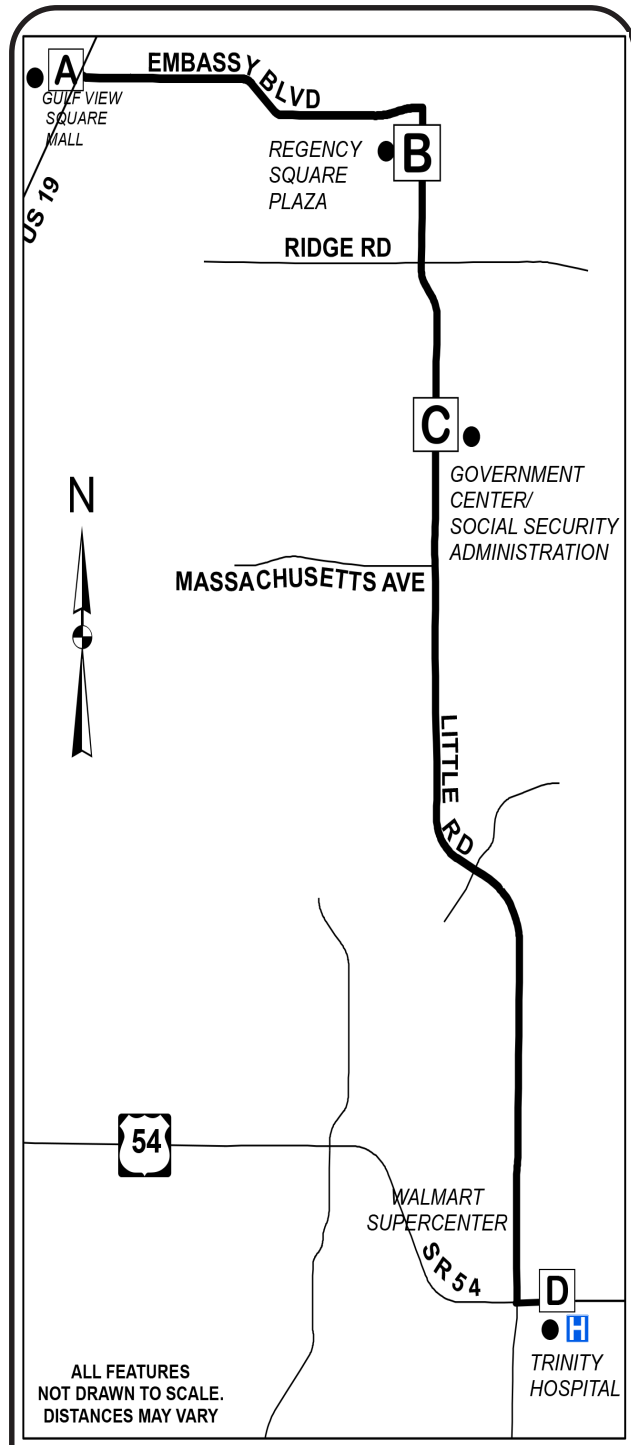 A
EMBASSY BLVD
GULF VIEW
SQUARE
MALL
US 19
B
REGENCY
SQUARE
PLAZA
RIDGE RD
C
GOVERNMENT
CENTER/
SOCIAL SECURITY
ADMINISTRATION
N
MASSACHUSETTS AVE
LITTLE RD
54
WALMART
SUPERCENTER
SR 54
D
H
TRINITY
HOSPITAL
ALL FEATURES
NOT DRAWN TO SCALE.
DISTANCES MAY VARY